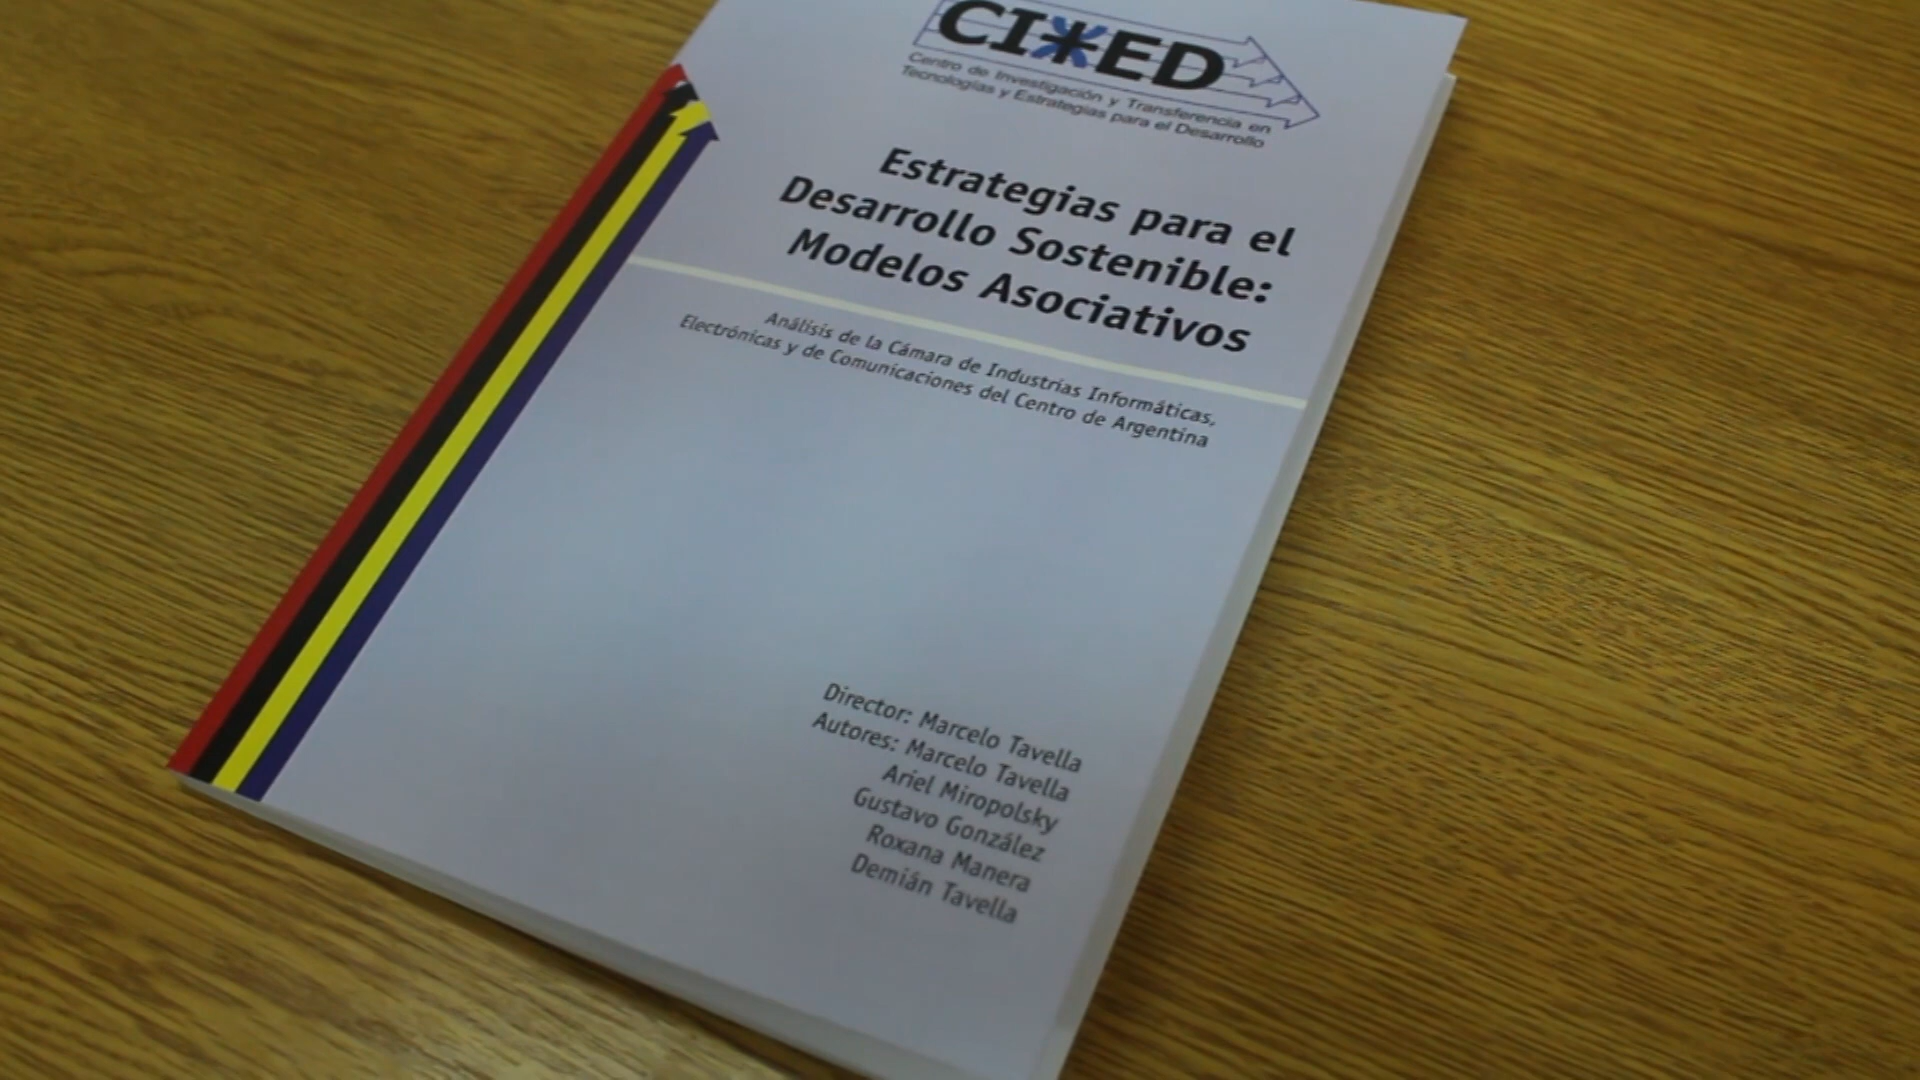 CITED
Centro de Investigación y Transferencia en
Tecnologías y Estrategias para el Desarrollo
Estrategias para el
Desarrollo Sostenible:
Modelos Asociativos
Análisis de la Cámara de Industrias Informáticas,
Electrónicas y de Comunicaciones del Centro de Argentina
Director: Marcelo Tavella
Autores: Marcelo Tavella
Ariel Miropolsky
Gustavo González
Roxana Manera
Demián Tavella